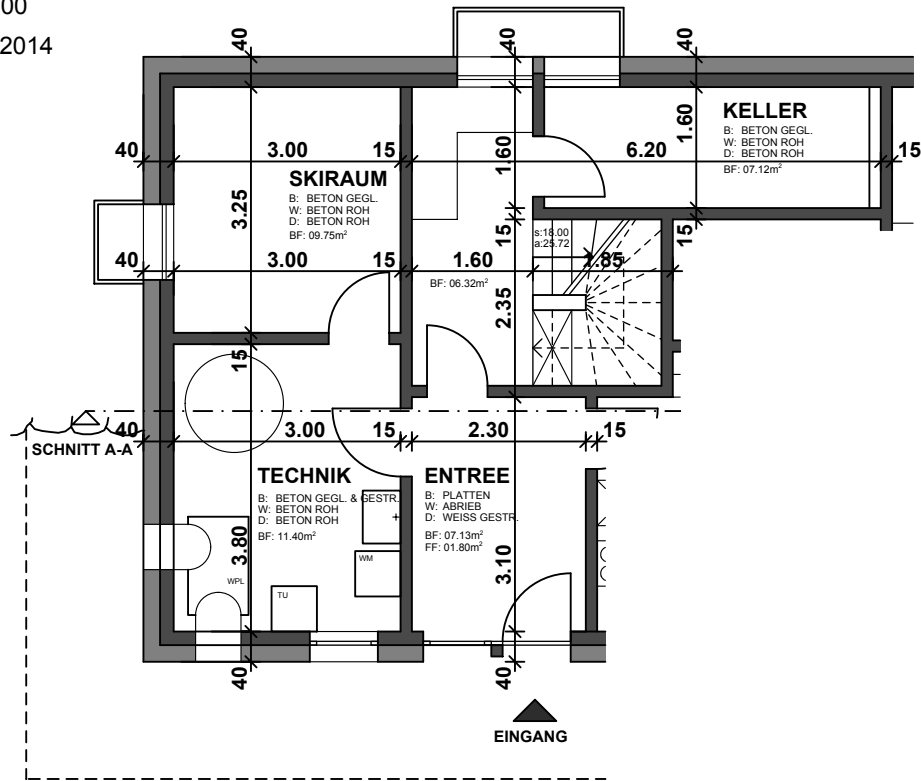 00
2014
40
40
40
KELLER
B: BETON GEGL.
W: BETON ROH
D: BETON ROH
BF: 07.12m²
1.60
1.60
40
3.00
15
6.20
15
SKIRAUM
B: BETON GEGL.
W: BETON ROH
D: BETON ROH
BF: 09.75m²
3.25
15
15
s:18.00
a:25.72
40
3.00
15
1.60
1.85
BF: 06.32m²
2.35
15
40
3.00
15
2.30
15
SCHNITT A-A
TECHNIK
B: BETON GEGL. & GESTR.
W: BETON ROH
D: BETON ROH
BF: 11.40m²
ENTREE
B: PLATTEN
W: ABRIEB
D: WEISS GESTR.
BF: 07.13m²
FF: 01.80m²
3.80
3.10
WM
WPL
TU
40
40
EINGANG